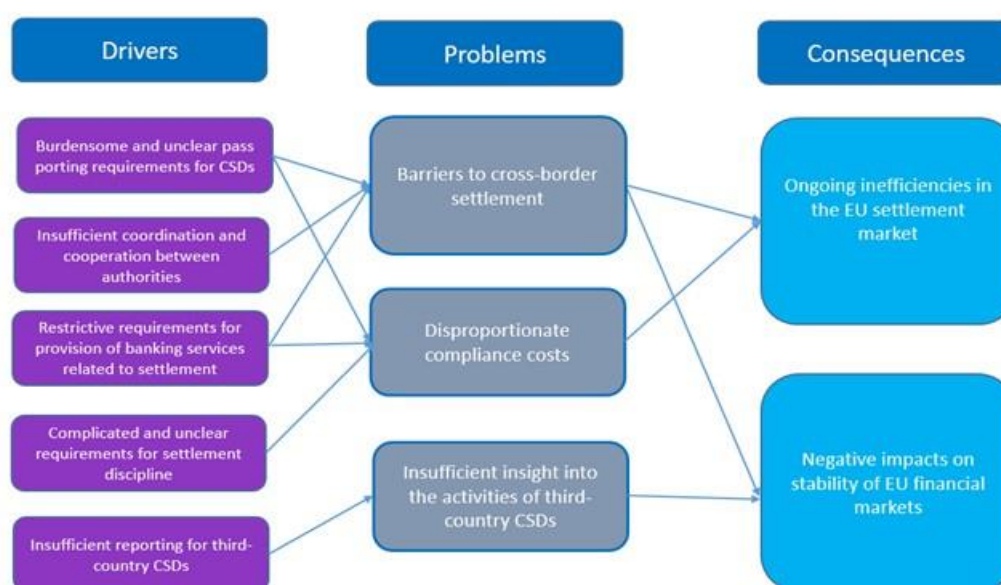 Drivers
Problems
Consequences
Burdensome and unclear pass
porting requirements for CSDs
Insufficient coordination and
cooperation between
authorities
Restrictive requirements for
provision of banking services
related to settlement
Complicated and unclear
requirements for settlement
discipline
Insufficient reporting for third-
country CSDs
Barriers to cross-border
settlement
Disproportionate
compliance costs
Insufficient insight into
the activities of third-
country CSDs
Ongoing inefficiencies in
the EU settlement
market
Negative impacts on
stability of EU financial
markets